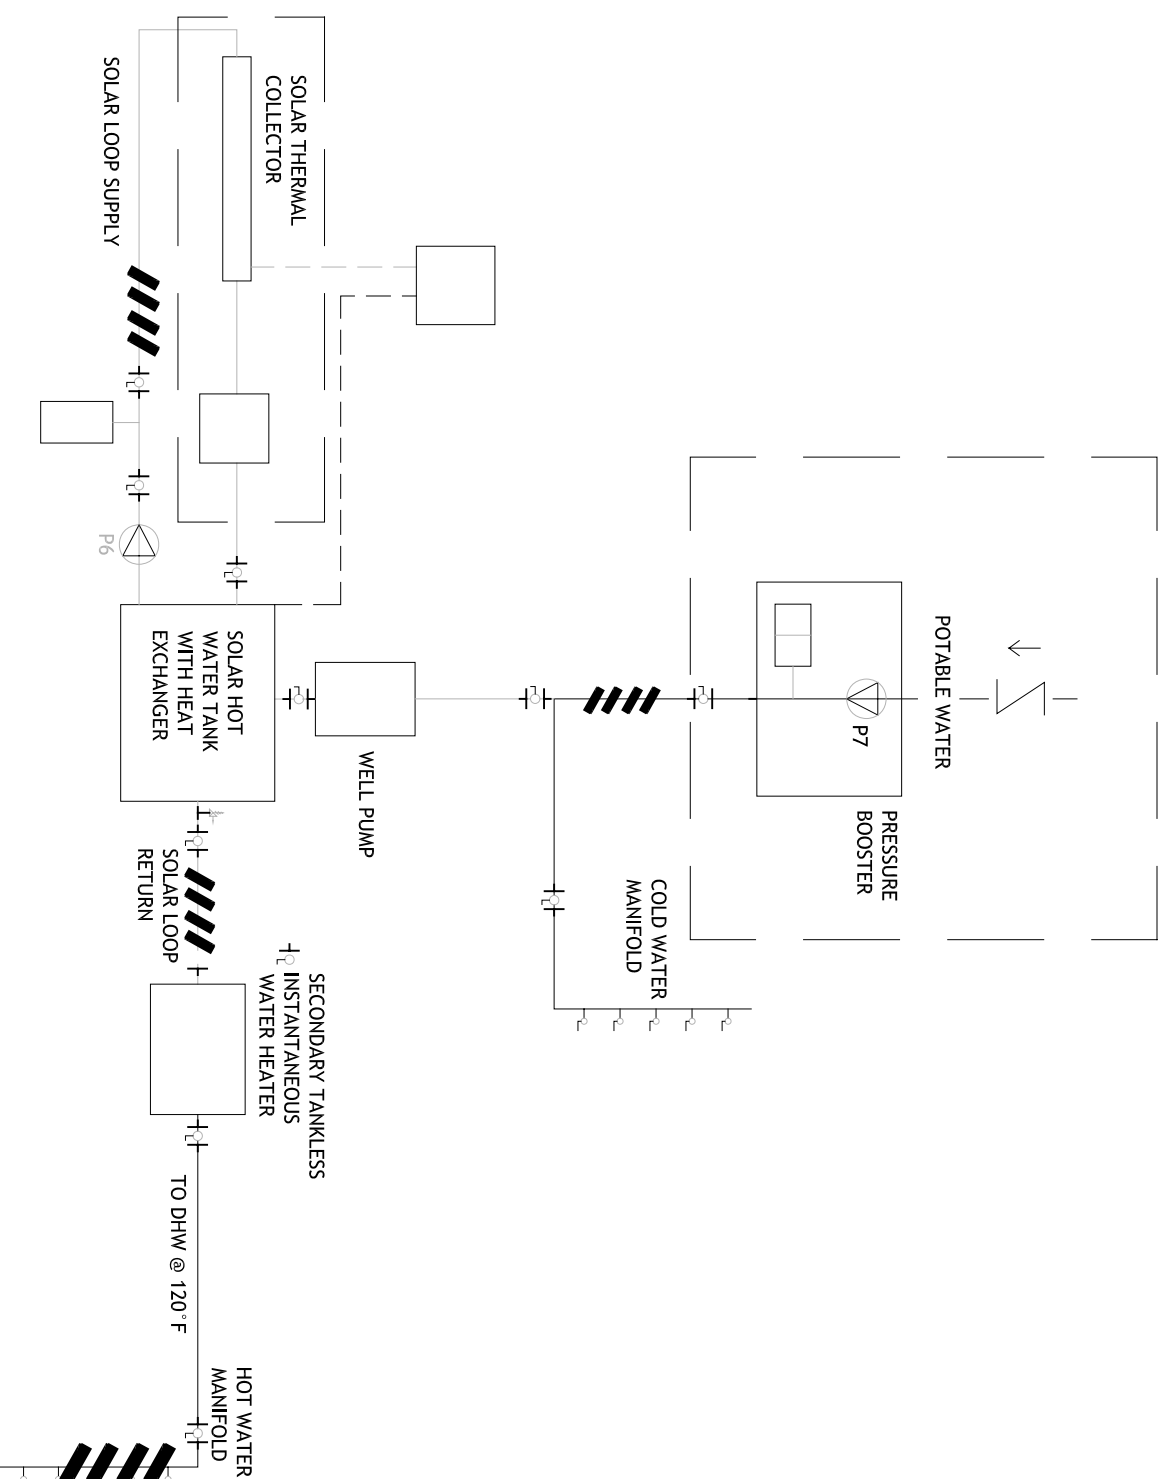 SOLAR LOOP SUPPLY
SOLAR THERMAL
COLLECTOR
P6
SOLAR HOT
WATER TANK
WITH HEAT
EXCHANGER
WELL PUMP
POTABLE WATER
P7
PRESSURE
BOOSTER
COLD WATER
MANIFOLD
SOLAR LOOP
RETURN
SECONDARY TANKLESS
INSTANTANEOUS
WATER HEATER
TO DHW @ 120°F
HOT WATER
MANIFOLD